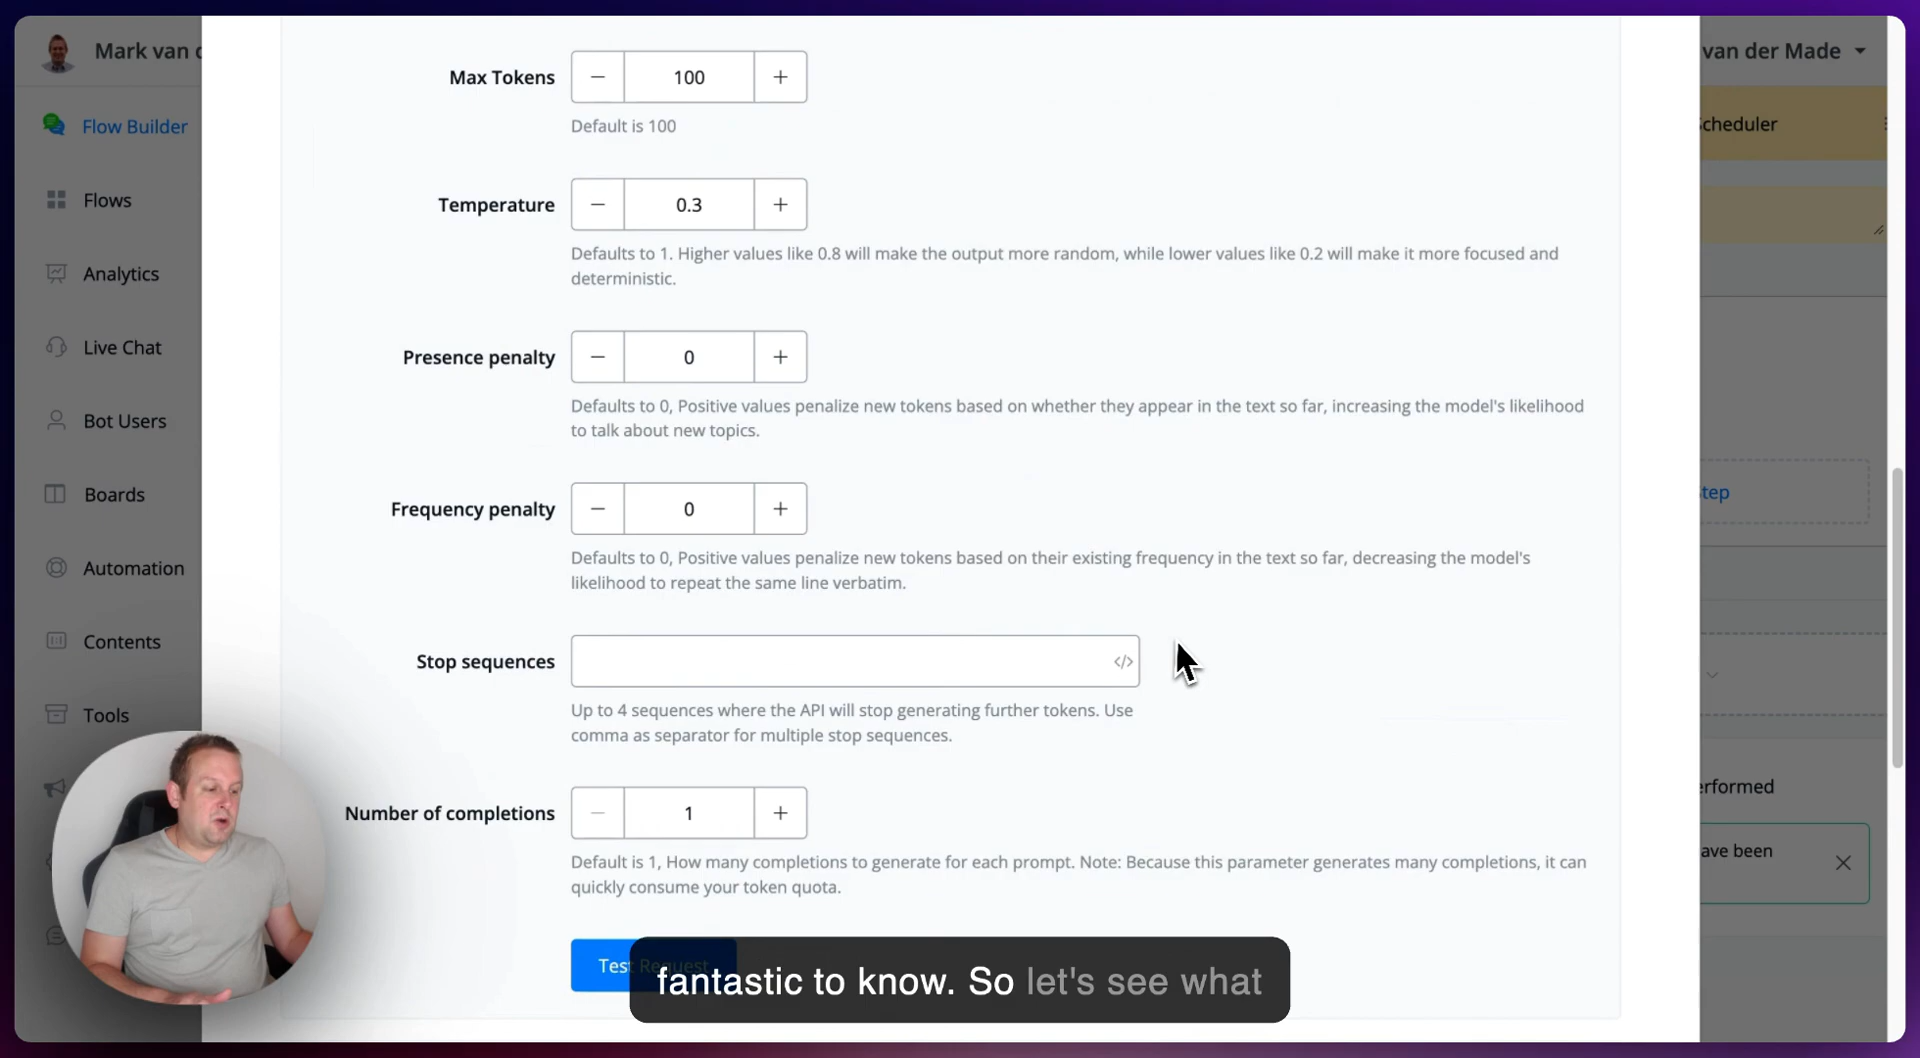 Mark van d
van der Made
Flow Builder
Flows
Analytics
Live Chat
Bot Users
Boards
Automation
Contents
Tools
Max Tokens
100
Default is 100
Temperature
0.3
Defaults to 1. Higher values like 0.8 will make the output more random, while lower values like 0.2 will make it more focused and
deterministic.
Presence penalty
0
Defaults to 0, Positive values penalize new tokens based on whether they appear in the text so far, increasing the model's likelihood
to talk about new topics.
Frequency penalty
0
Defaults to 0, Positive values penalize new tokens based on their existing frequency in the text so far, decreasing the model's
likelihood to repeat the same line verbatim.
Stop sequences
</>
Up to 4 sequences where the API will stop generating further tokens. Use
comma as separator for multiple stop sequences.
Number of completions
1
Default is 1, How many completions to generate for each prompt. Note: Because this parameter generates many completions, it can
quickly consume your token quota.
Test Request
fantastic to know. So let's see what
cheduler
tep
erformed
ave been